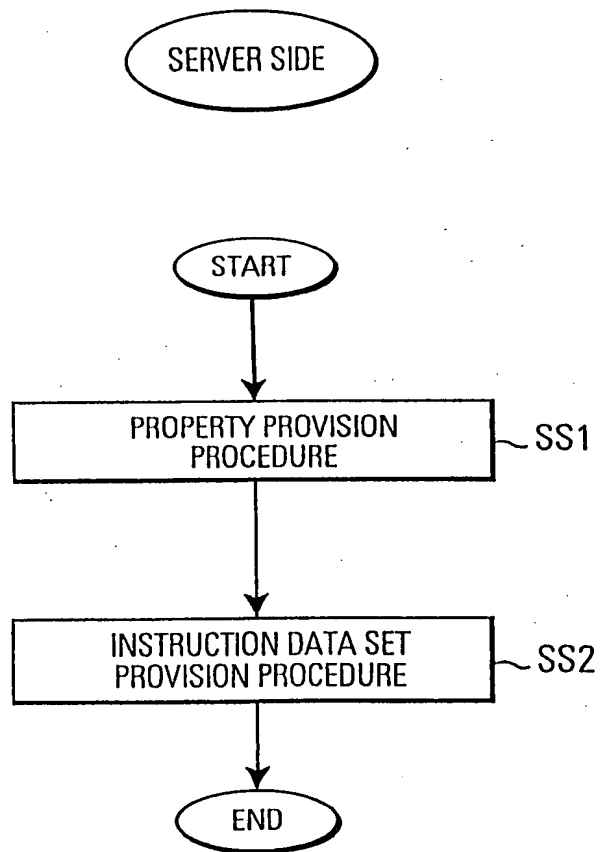 SERVER SIDE
START
PROPERTY PROVISION
PROCEDURE
SS1
INSTRUCTION DATA SET
PROVISION PROCEDURE
SS2
END